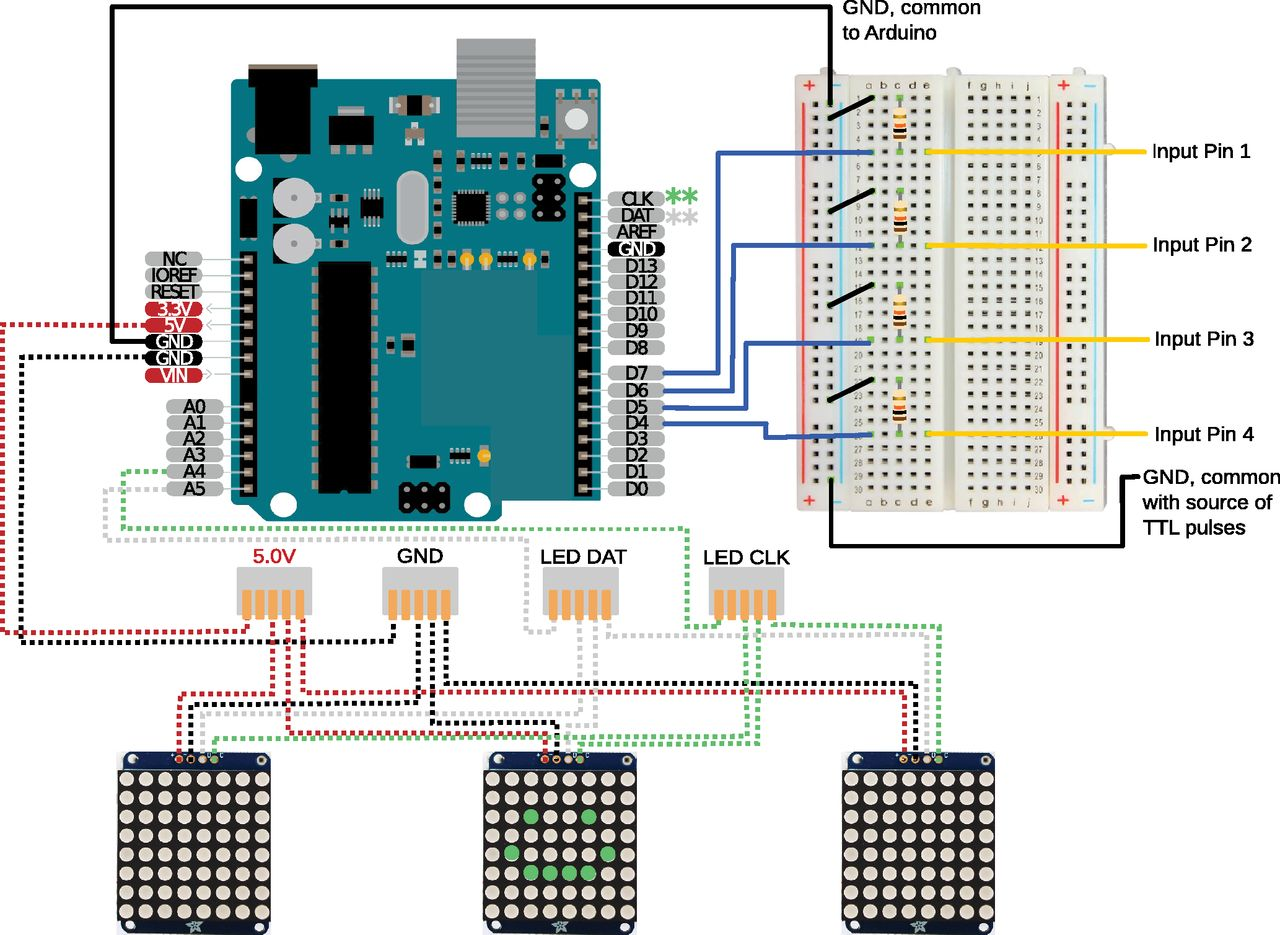 GND, common
to Arduino
+ − a b c d e f g h i j + −
Input Pin 1
Input Pin 2
Input Pin 3
Input Pin 4
GND, common
with source of
TTL pulses
+ − a b c d e f g h i j + −
CLK **
DAT **
AREF
GND
D13
D12
D11
D10
D9
D8
D7
D6
D5
D4
D3
D2
D1
D0
NC
IOREF
RESET
3.3V
5V
GND
GND
VIN
A0
A1
A2
A3
A4
A5
5.0V
GND
LED DAT
LED CLK